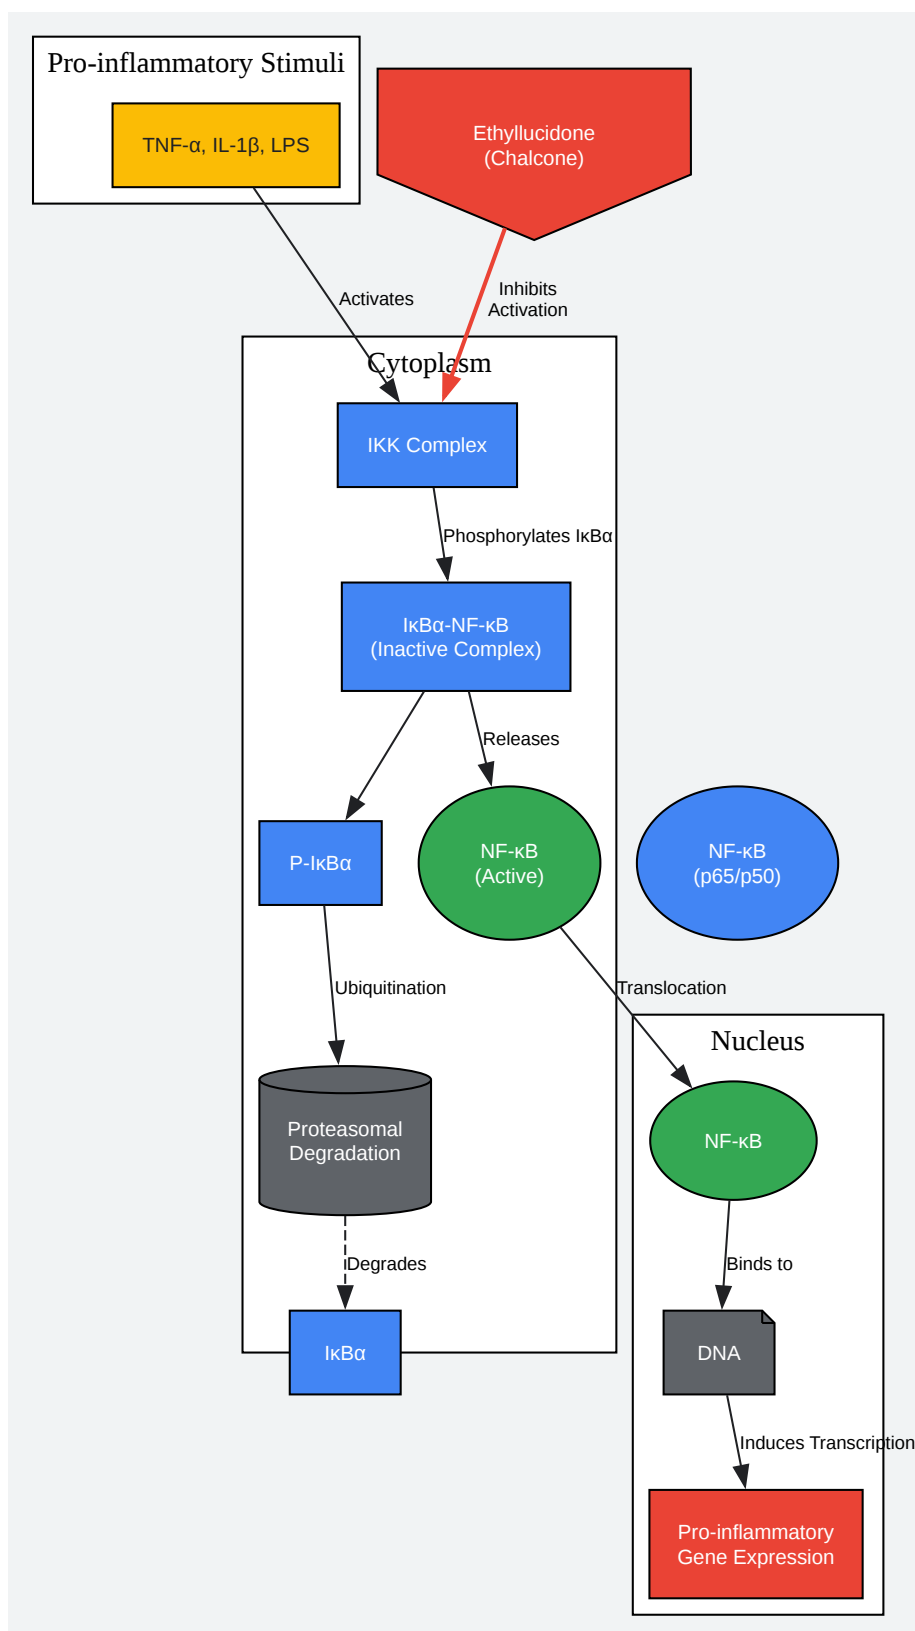 Pro-inflammatory Stimuli
TNF-α, IL-1β, LPS
Ethyllucidone
(Chalcone)
Activates
Inhibits
Activation
Cytoplasm
IKK Complex
Phosphorylates IκBα
IκBα-NF-κB
(Inactive Complex)
Releases
P-IκBα
NF-κB
(Active)
NF-κB
(p65/p50)
Ubiquitination
Translocation
Nucleus
Proteasomal
Degradation
NF-κB
Degrades
Binds to
IκBα
DNA
Induces Transcription
Pro-inflammatory
Gene Expression